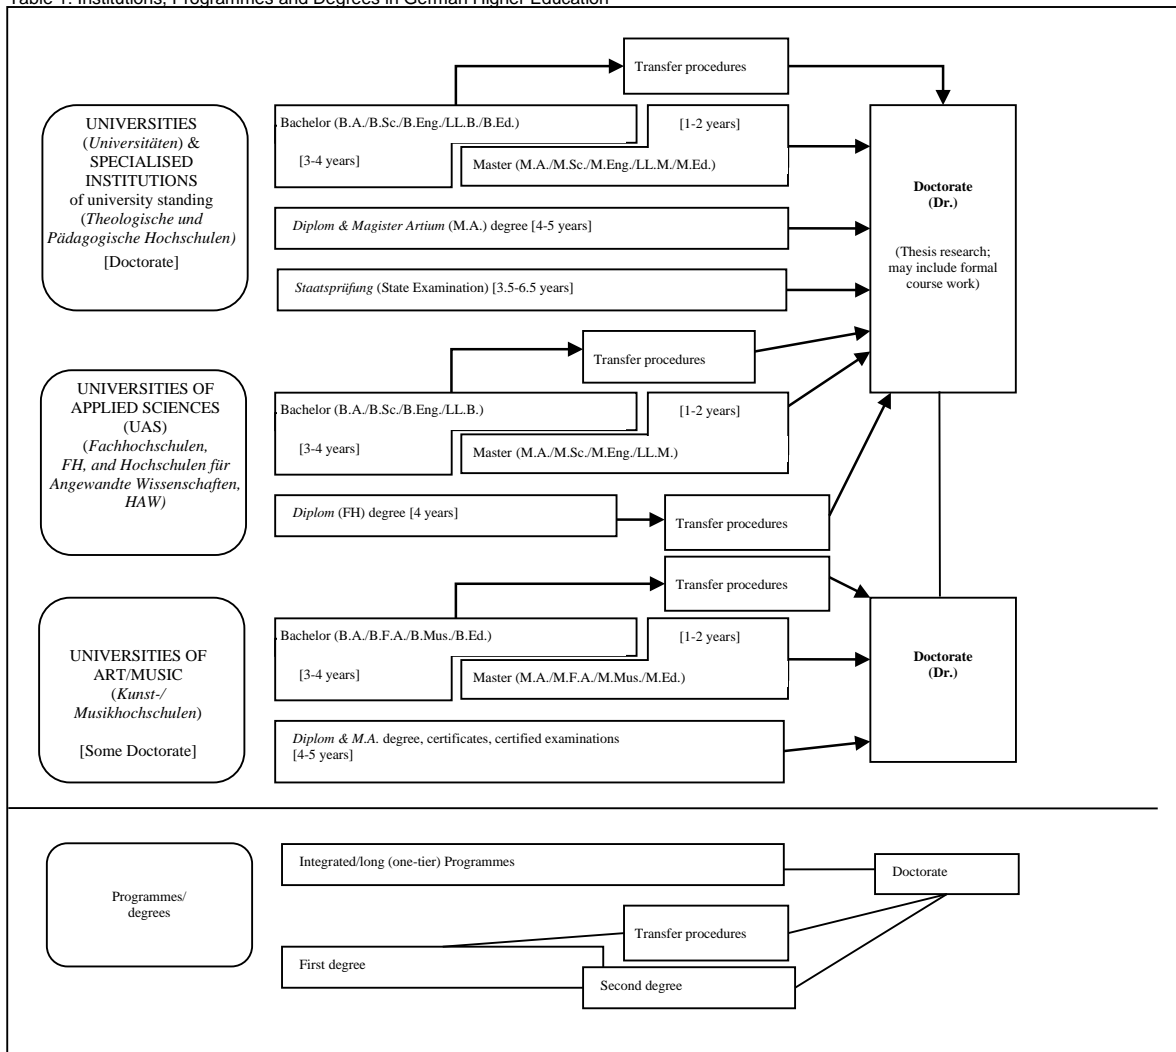 Table 1: Institutions, Programmes and Degrees in German Higher Education
Transfer procedures
UNIVERSITIES
(Universitäten) &
SPECIALISED
INSTITUTIONS
of university standing
(Theologische und
Pädagogische Hochschulen)
[Doctorate]
Bachelor (B.A./B.Sc./B.Eng./LL.B./B.Ed.)
[3-4 years]
[1-2 years]
Master (M.A./M.Sc./M.Eng./LL.M./M.Ed.)
Diplom & Magister Artium (M.A.) degree [4-5 years]
Staatsprüfung (State Examination) [3.5-6.5 years]
Doctorate
(Dr.)
(Thesis research;
may include formal
course work)
Transfer procedures
UNIVERSITIES OF
APPLIED SCIENCES
(UAS)
(Fachhochschulen,
FH, and Hochschulen für
Angewandte Wissenschaften,
HAW)
Bachelor (B.A./B.Sc./B.Eng./LL.B.)
[3-4 years]
[1-2 years]
Master (M.A./M.Sc./M.Eng./LL.M.)
Diplom (FH) degree [4 years]
Transfer procedures
Transfer procedures
UNIVERSITIES OF
ART/MUSIC
(Kunst-/
Musikhochschulen)
[Some Doctorate]
Bachelor (B.A./B.F.A./B.Mus./B.Ed.)
[3-4 years]
[1-2 years]
Master (M.A./M.F.A./M.Mus./M.Ed.)
Diplom & M.A. degree, certificates, certified examinations
[4-5 years]
Doctorate
(Dr.)
Programmes/
degrees
Integrated/long (one-tier) Programmes
Doctorate
Transfer procedures
First degree
Second degree